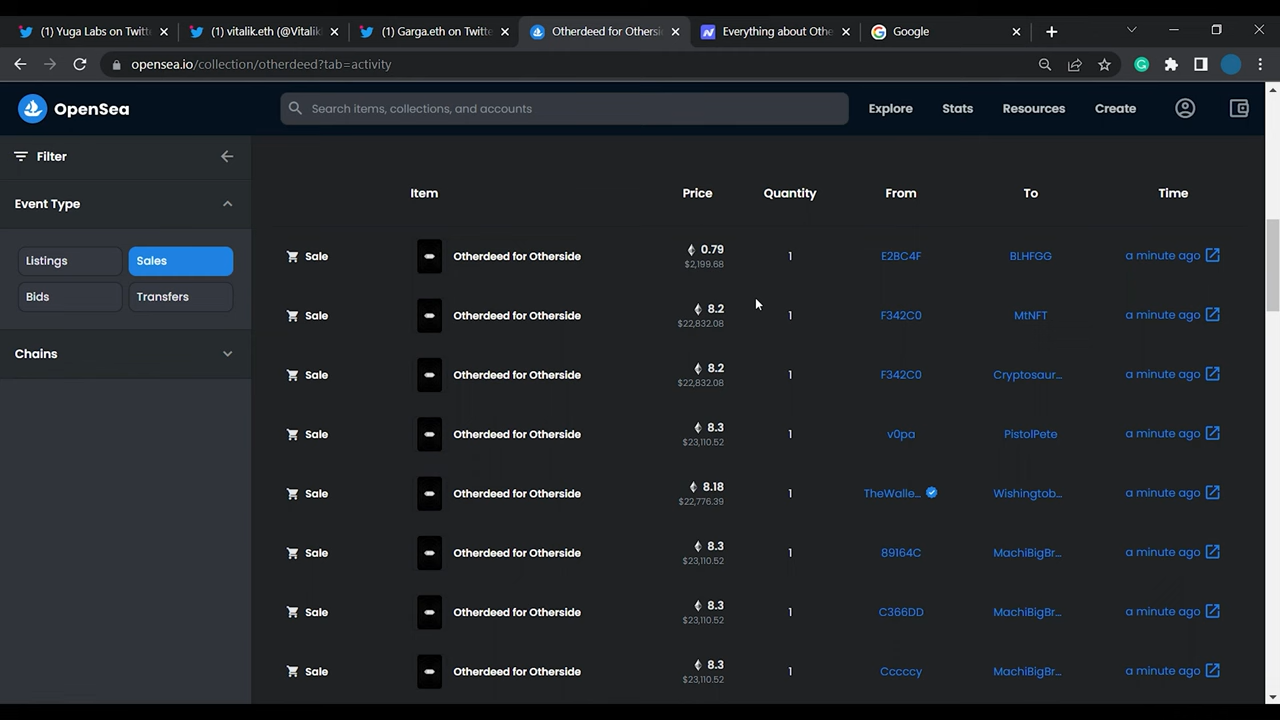 (1) Yuga Labs on Twitt
(1) vitalik.eth (@Vitalik
(1) Garga.eth on Twitt
Otherdeed for Othersi
Everything about Othe
Google
opensea.io/collection/otherdeed?tab=activity
OpenSea
Search items, collections, and accounts
Explore Stats Resources Create
Filter
Event Type
Listings Sales
Bids Transfers
Chains
Item Price Quantity From To Time
Sale Otherdeed for Otherside 0.79 1 E2BC4F BLHFGG a minute ago
$2,199.68
Sale Otherdeed for Otherside 8.2 1 F342C0 MtNFT a minute ago
$22,832.08
Sale Otherdeed for Otherside 8.2 1 F342C0 Cryptosaur... a minute ago
$22,832.08
Sale Otherdeed for Otherside 8.3 1 v0pa PistolPete a minute ago
$23,110.52
Sale Otherdeed for Otherside 8.18 1 TheWalle... Wishingtob... a minute ago
$22,776.39
Sale Otherdeed for Otherside 8.3 1 89164C MachiBigBr... a minute ago
$23,110.52
Sale Otherdeed for Otherside 8.3 1 C366DD MachiBigBr... a minute ago
$23,110.52
Sale Otherdeed for Otherside 8.3 1 Cccccy MachiBigBr... a minute ago
$23,110.52